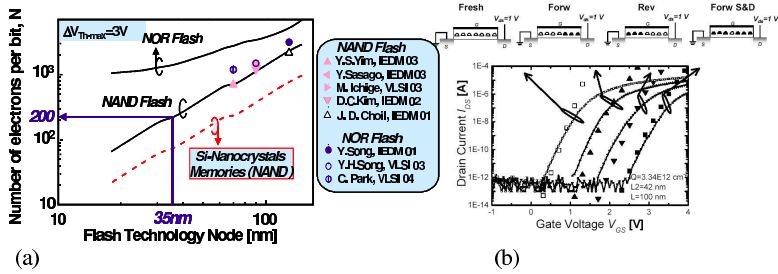 ΔV_Th-max=3V
NOR Flash
NAND Flash
Si-Nanocrystals
Memories (NAND)
Number of electrons per bit, N
10³
200
10²
10
10
35nm
100
Flash Technology Node [nm]
NAND Flash
Y.S.Yim, IEDM 03
Y.Sasago, IEDM 03
M. Ichige, VLSI 03
D.C.Kim, IEDM 02
J. D. Choil, IEDM 01
NOR Flash
Y.Song, IEDM 01
Y.H.Song, VLSI 03
C. Park, VLSI 04
(a)
Fresh
Forw
Rev
Forw S&D
V_ds=1 V
V_ds=1 V
V_ds=1 V
G
G
G
G
S
D
Drain Current I_DS [A]
1E-4
1E-6
1E-8
1E-10
1E-12
1E-14
Q=3.34E12 cm⁻²
L2=42 nm
L=100 nm
-1
0
1
2
3
4
Gate Voltage V_GS [V]
(b)